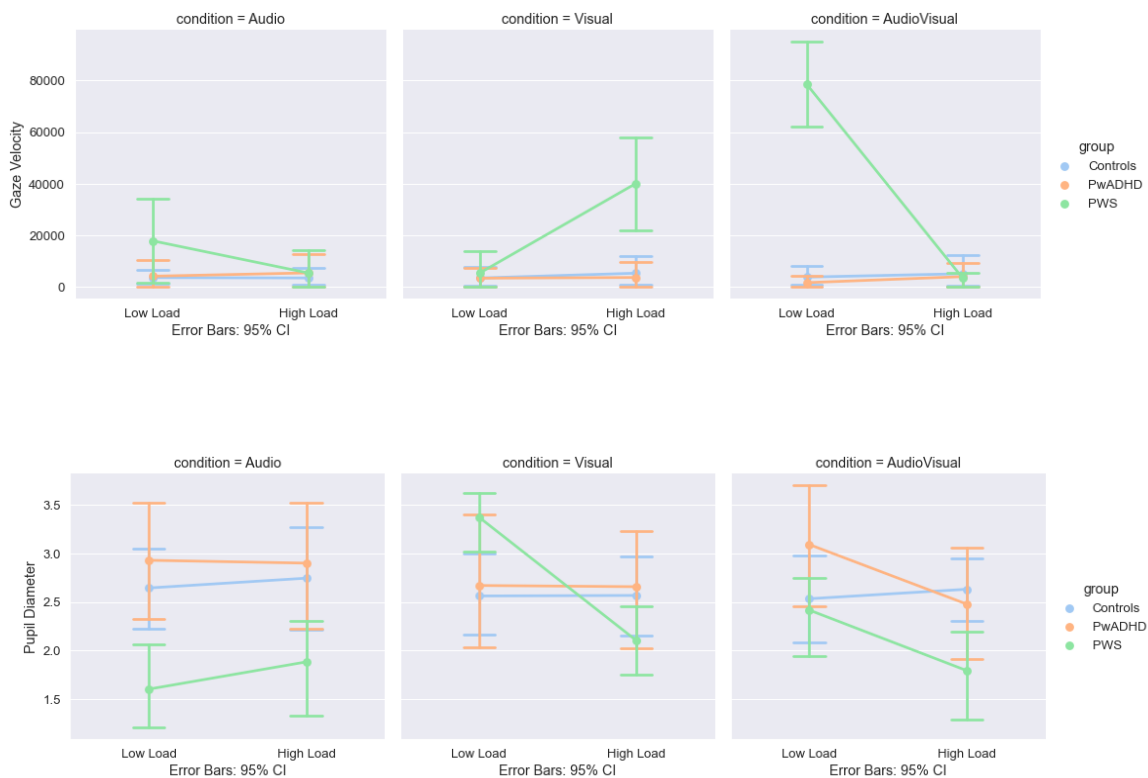 condition = Audio
condition = Visual
condition = AudioVisual
Gaze Velocity
80000
60000
40000
20000
0
Low Load
High Load
Error Bars: 95% CI
Low Load
High Load
Error Bars: 95% CI
Low Load
High Load
Error Bars: 95% CI
group
Controls
PwADHD
PWS
condition = Audio
condition = Visual
condition = AudioVisual
Pupil Diameter
3.5
3.0
2.5
2.0
1.5
Low Load
High Load
Error Bars: 95% CI
Low Load
High Load
Error Bars: 95% CI
Low Load
High Load
Error Bars: 95% CI
group
Controls
PwADHD
PWS